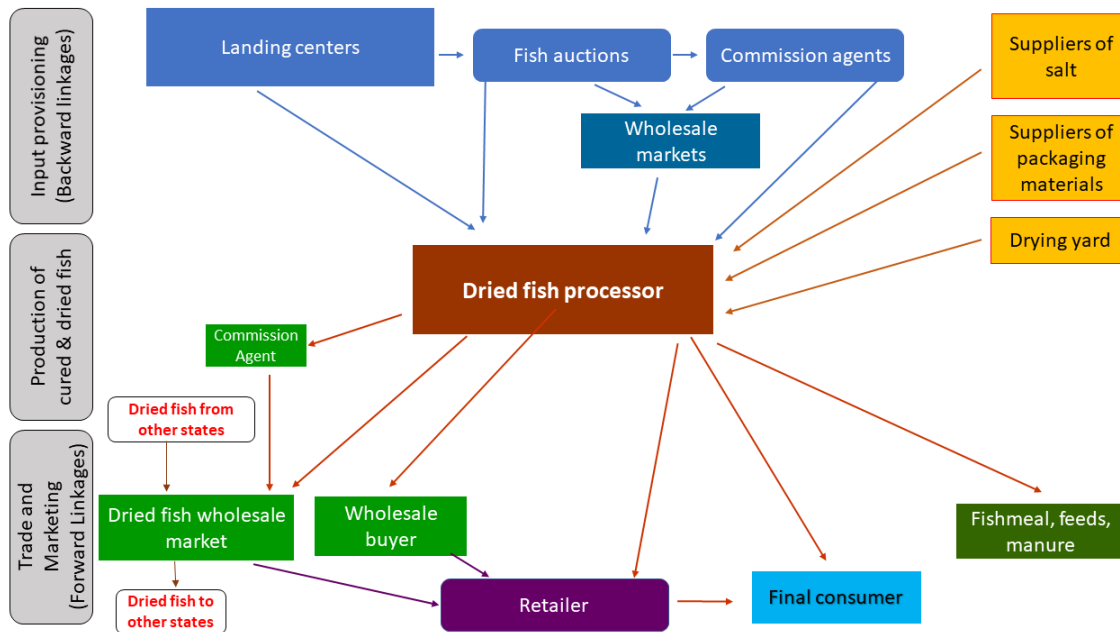 Input provisioning
(Backward linkages)
Landing centers
Fish auctions
Commission agents
Wholesale
markets
Suppliers of
salt
Suppliers of
packaging
materials
Drying yard
Production of
cured & dried fish
Dried fish processor
Commission
Agent
Dried fish from
other states
Trade and
Marketing
(Forward Linkages)
Dried fish wholesale
market
Wholesale
buyer
Fishmeal, feeds,
manure
Dried fish to
other states
Retailer
Final consumer